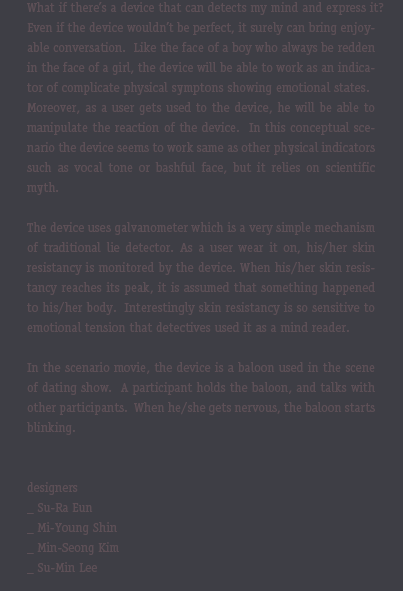 What if there's a device that can detects my mind and express it?
Even if the device wouldn't be perfect, it surely can bring enjoy-
able conversation. Like the face of a boy who always be redden
in the face of a girl, the device will be able to work as an indica-
tor of complicate physical symptons showing emotional states.
Moreover, as a user gets used to the device, he will be able to
manipulate the reaction of the device. In this conceptual sce-
nario the device seems to work same as other physical indicators
such as vocal tone or bashful face, but it relies on scientific
myth.
The device uses galvanometer which is a very simple mechanism
of traditional lie detector. As a user wear it on, his/her skin
resistancy is monitored by the device. When his/her skin resis-
tancy reaches its peak, it is assumed that something happened
to his/her body. Interestingly skin resistancy is so sensitive to
emotional tension that detectives used it as a mind reader.
In the scenario movie, the device is a baloon used in the scene
of dating show. A participant holds the baloon, and talks with
other participants. When he/she gets nervous, the baloon starts
blinking.
designers
_ Su-Ra Eun
_ Mi-Young Shin
_ Min-Seong Kim
_ Su-Min Lee